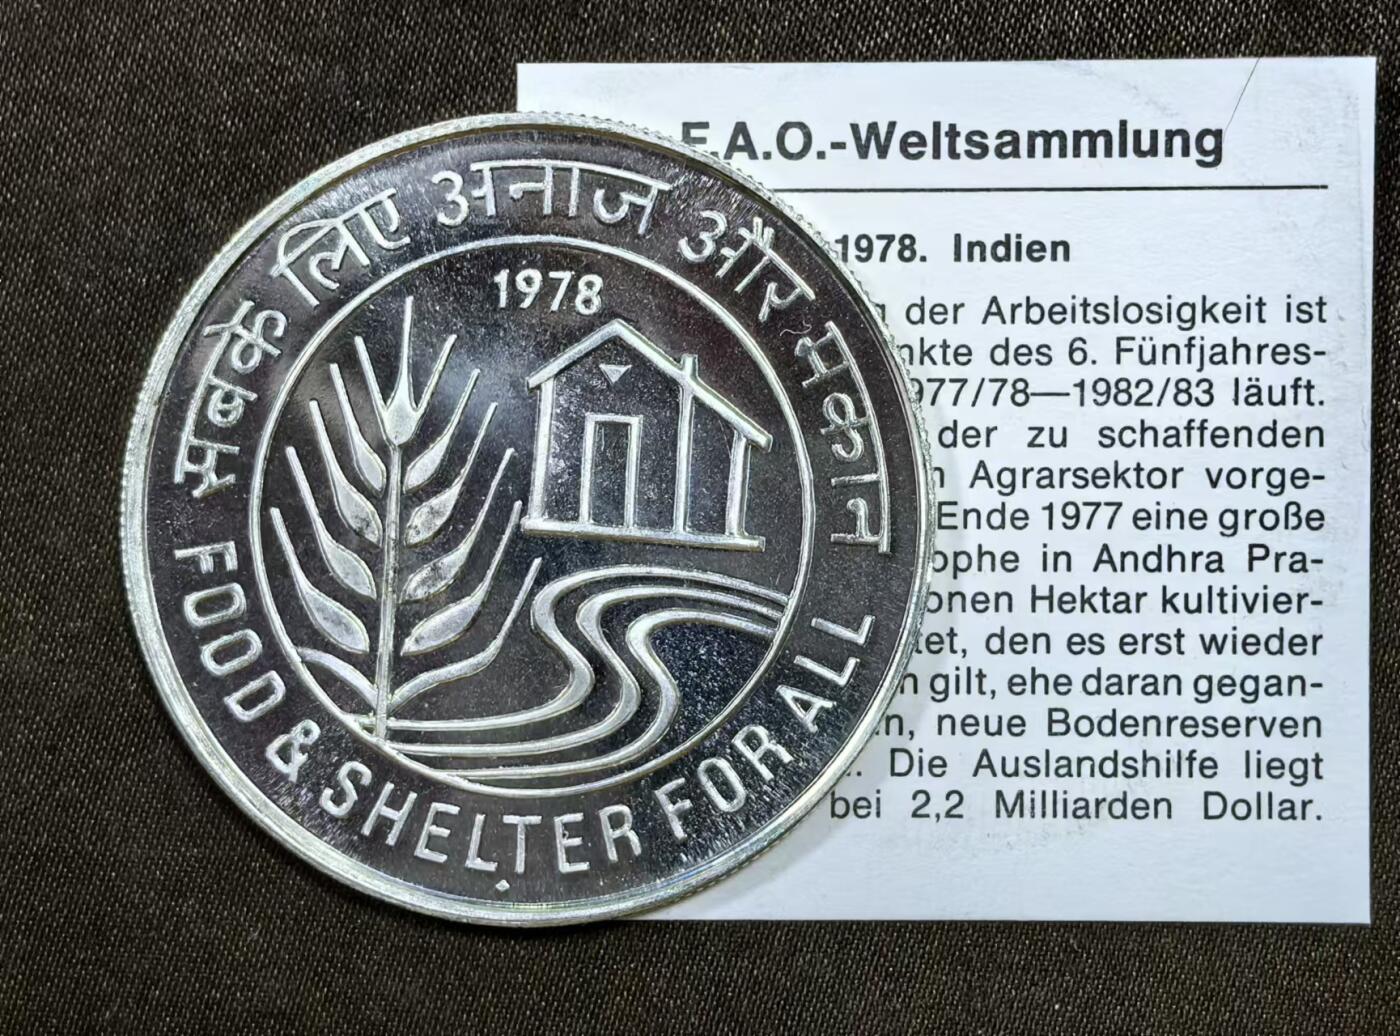 सबके लिए अनाज और मकान
1978
FOOD & SHELTER FOR ALL
F.A.O.-Weltsammlung
1978. Indien
der Arbeitslosigkeit ist
des 6. Fünfjahres-
977/78—1982/83 läuft.
der zu schaffenden
Agrarsektor vorge-
Ende 1977 eine große
ophe in Andhra Pra-
onen Hektar kultivier-
tet, den es erst wieder
gilt, ehe daran gegan-
neue Bodenreserven
Die Auslandshilfe liegt
bei 2,2 Milliarden Dollar.